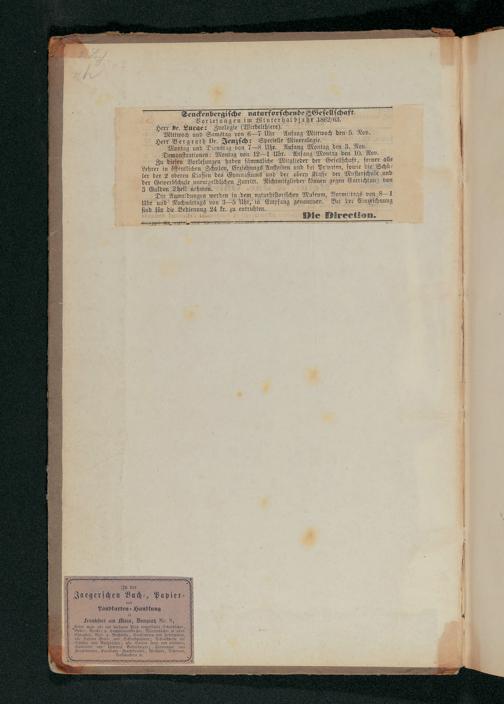 Senckenbergische naturforschende Gesellschaft.
Vorlesungen im Winterhalbjahr 1862/63.
Herr Dr. Lucae: Zoologie (Wirbelthiere).
Mittwoch und Samstag von 6—7 Uhr Anfang Mittwoch den 5. Nov.
Herr Bergrath Dr. Jenzsch: Specielle Mineralogie.
Montag und Dienstag von 7—8 Uhr. Anfang Montag den 3. Nov.
Demonstrationen: Montag von 12—1 Uhr. Anfang Montag den 10. Nov.
Zu diesen Vorlesungen haben sämmtliche Mitglieder der Gesellschaft, ferner alle
Lehrer in öffentlichen Schulen, Erziehungs-Anstalten und bei Privaten, sowie die Schü-
ler der 2 oberen Klassen des Gymnasiums und der obern Klasse der Musterschule und
der Gewerbschule unentgeldlichen Zutritt. Nichtmitglieder können gegen Entrichtung von
3 Gulden Theil nehmen.
Die Anmeldungen werden in dem naturhistorischen Museum, Vormittags von 8—1
Uhr und Nachmittags von 3—5 Uhr, in Empfang genommen. Bei der Einzeichnung
sind für die Bedienung 24 kr. zu entrichten.
Die Direction.
In der
Jaegerschen Buch-, Papier-
und
Landkarten-Handlung
in
Frankfurt am Main, Domplatz Nr. 8,